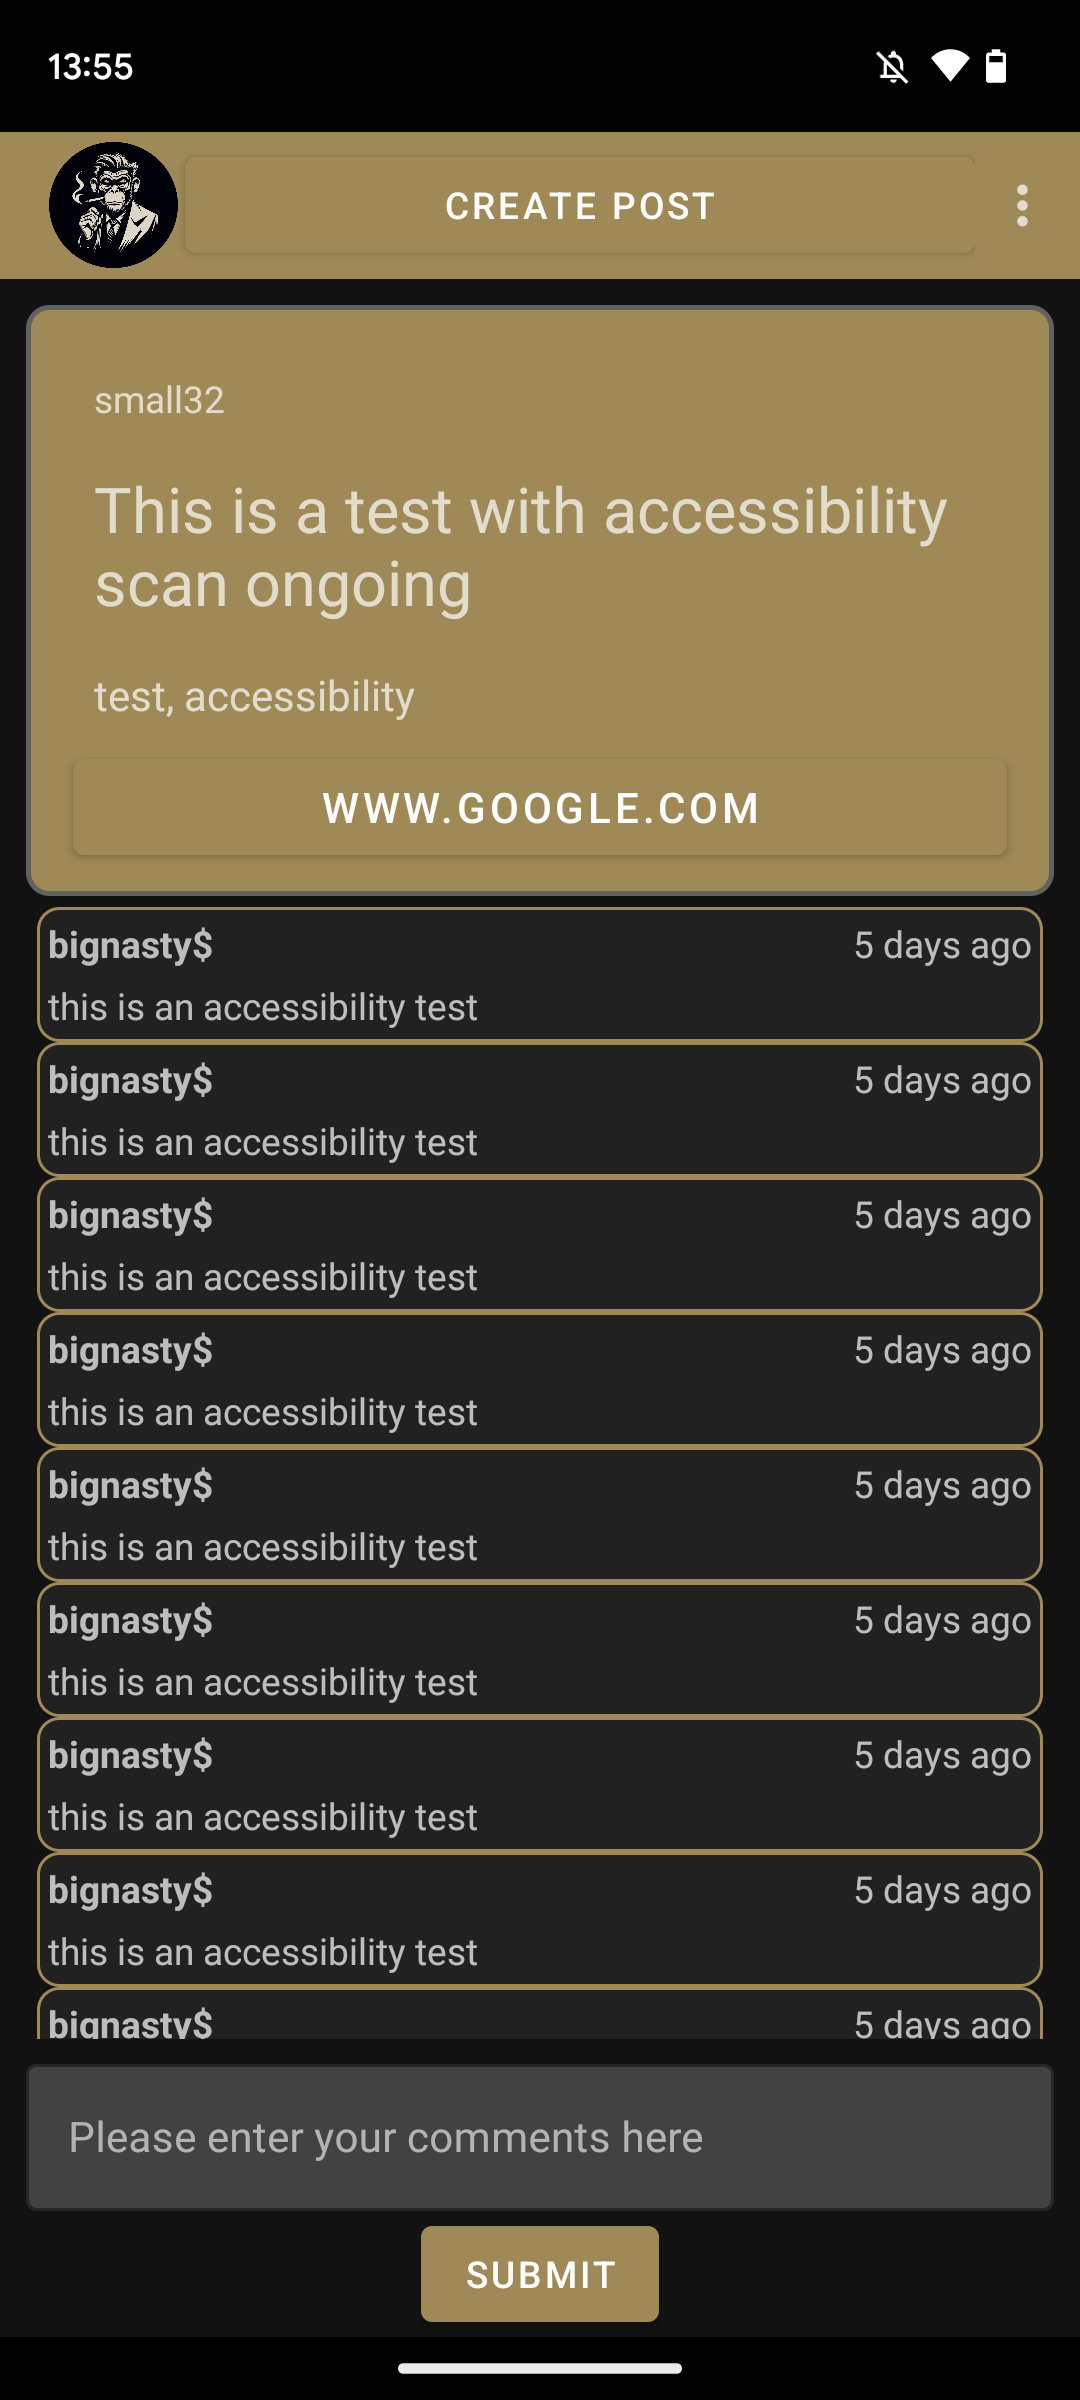 13:55
CREATE POST
small32
This is a test with accessibility
scan ongoing
test, accessibility
WWW.GOOGLE.COM
bignasty$ 5 days ago
this is an accessibility test
bignasty$ 5 days ago
this is an accessibility test
bignasty$ 5 days ago
this is an accessibility test
bignasty$ 5 days ago
this is an accessibility test
bignasty$ 5 days ago
this is an accessibility test
bignasty$ 5 days ago
this is an accessibility test
bignasty$ 5 days ago
this is an accessibility test
bignasty$ 5 days ago
this is an accessibility test
bignasty$ 5 days ago
Please enter your comments here
SUBMIT